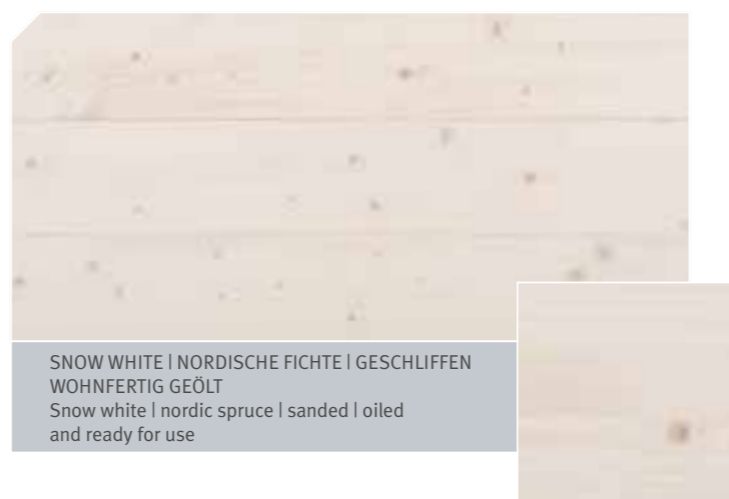 SNOW WHITE | NORDISCHE FICHTE | GESCHLIFFEN
WOHNFERTIG GEÖLT
Snow white | nordic spruce | sanded | oiled
and ready for use